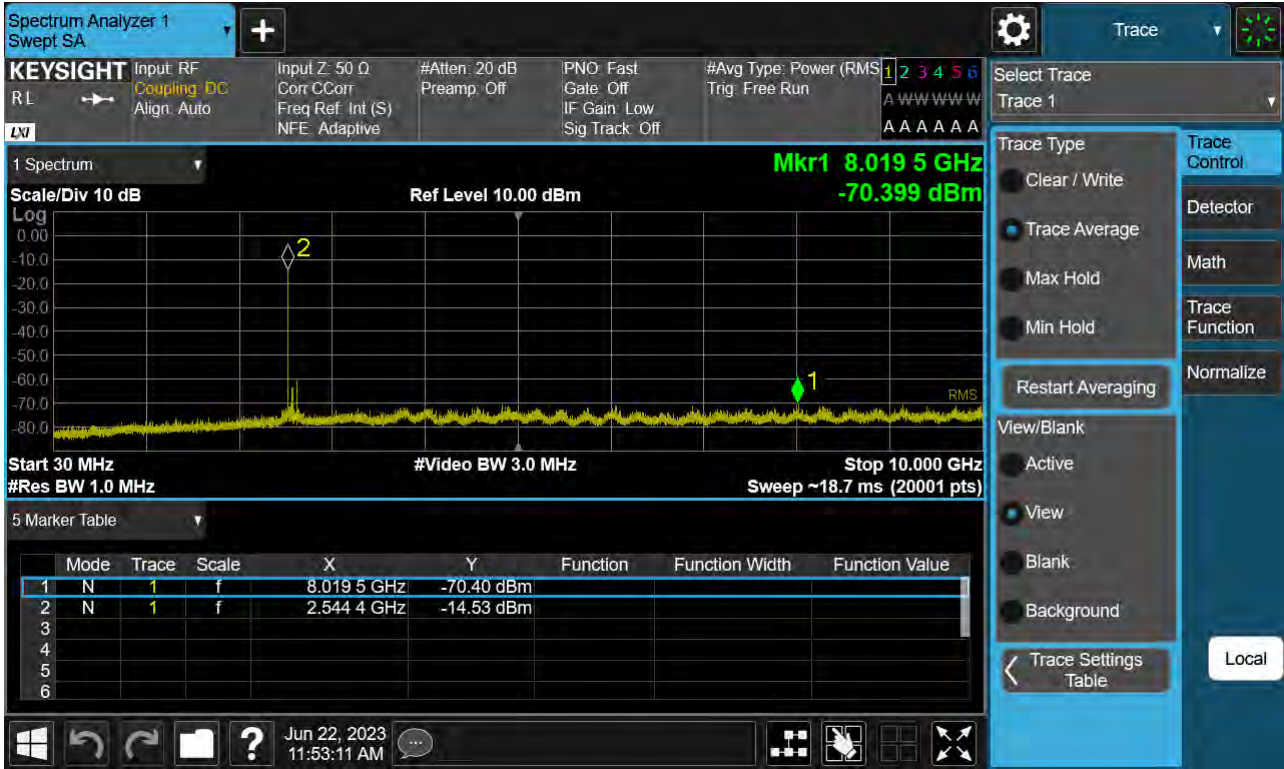 Spectrum Analyzer 1
Swept SA
Trace
KEYSIGHT
RL
LXI
Input: RF
Coupling: DC
Align: Auto
Input Z: 50 Ω
Corr CCorr
Freq Ref: Int (S)
NFE: Adaptive
#Atten: 20 dB
Preamp: Off
PNO: Fast
Gate: Off
IF Gain: Low
Sig Track: Off
#Avg Type: Power (RMS
Trig: Free Run
1 2 3 4 5 6
A W W W W W
A A A A A A
Select Trace
Trace 1
1 Spectrum
Mkr1 8.019 5 GHz
-70.399 dBm
Scale/Div 10 dB
Ref Level 10.00 dBm
Log
0.00
-10.0
-20.0
-30.0
-40.0
-50.0
-60.0
-70.0
-80.0
2
1
RMS
Start 30 MHz
#Video BW 3.0 MHz
Stop 10.000 GHz
#Res BW 1.0 MHz
Sweep ~18.7 ms (20001 pts)
5 Marker Table
Mode Trace Scale X Y Function Function Width Function Value
1 N 1 f 8.019 5 GHz -70.40 dBm
2 N 1 f 2.544 4 GHz -14.53 dBm
3
4
5
6
Trace Type
Clear / Write
Trace Average
Max Hold
Min Hold
Restart Averaging
View/Blank
Active
View
Blank
Background
Trace Settings
Table
Trace
Control
Detector
Math
Trace
Function
Normalize
Local
?
Jun 22, 2023
11:53:11 AM